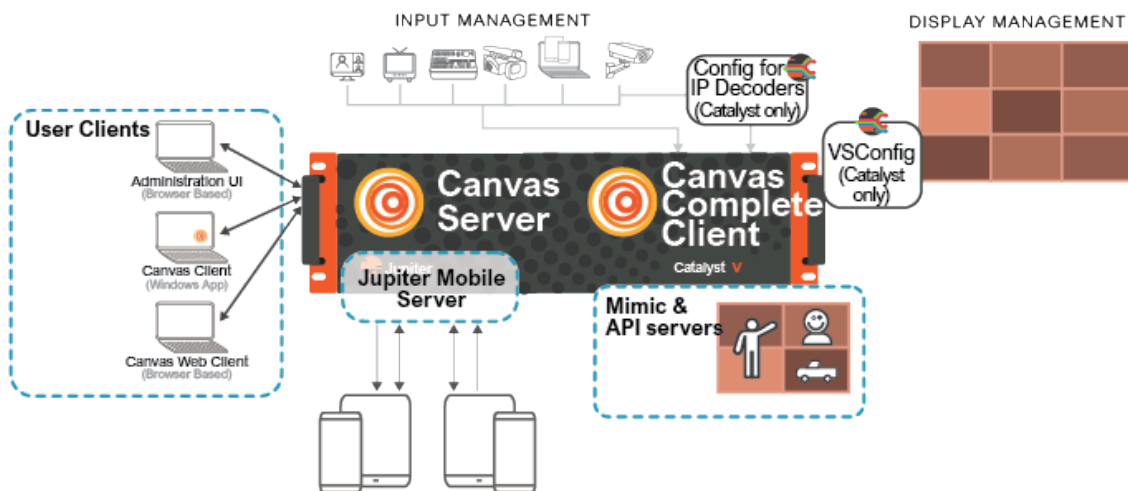 INPUT MANAGEMENT
DISPLAY MANAGEMENT
Config for
IP Decoders
(Catalyst only)
User Clients
VSConfig
(Catalyst
only)
Administration UI
(Browser Based)
Canvas
Server
Canvas
Complete
Client
Canvas Client
(Windows App)
Jupiter
Catalyst V
Jupiter Mobile
Server
Mimic &
API servers
Canvas Web Client
(Browser Based)